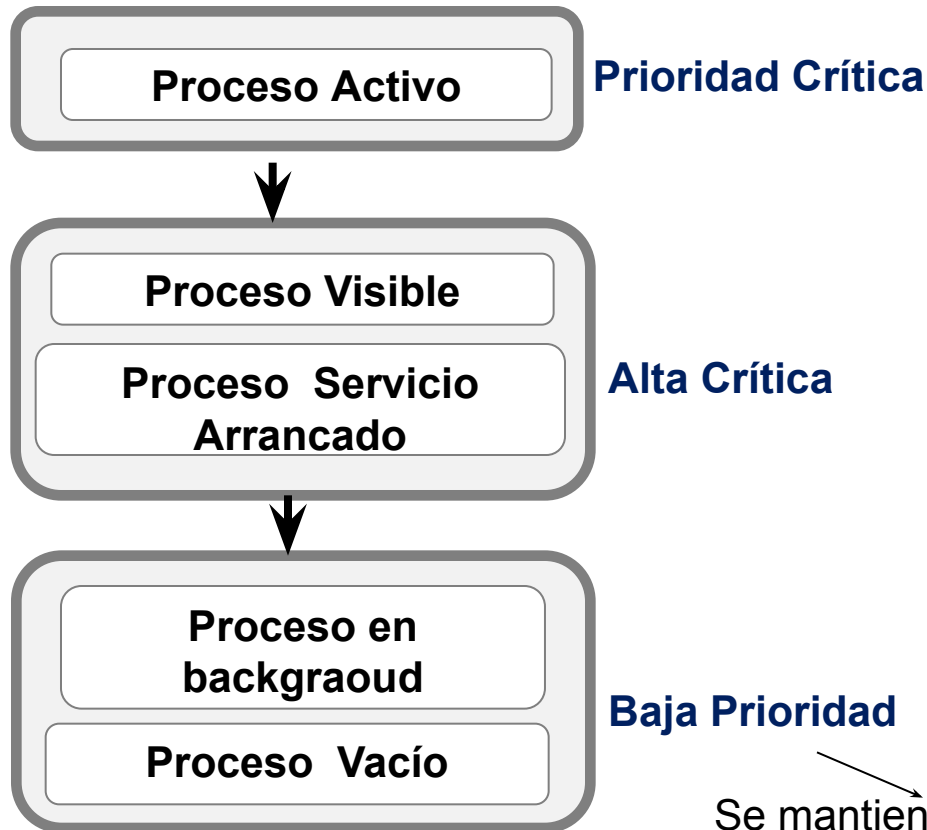 Proceso Activo
Prioridad Crítica
Proceso Visible
Proceso Servicio
Arrancado
Alta Crítica
Proceso en
backgraoud
Proceso Vacío
Baja Prioridad
Se mantien